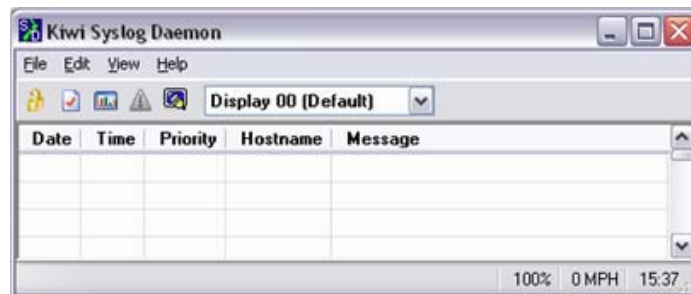 Kiwi Syslog Daemon
File Edit View Help
Display 00 (Default)
Date Time Priority Hostname Message
100% 0 MPH 15:37